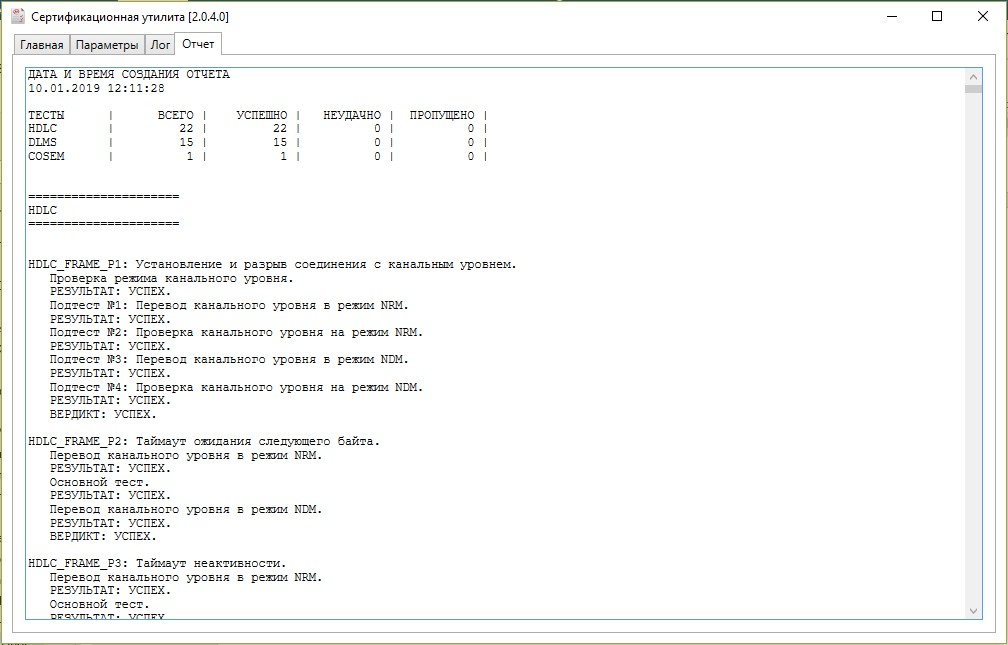 Сертификационная утилита [2.0.4.0]
Главная Параметры Лог Отчет
ДАТА И ВРЕМЯ СОЗДАНИЯ ОТЧЕТА
10.01.2019 12:11:28
ТЕСТЫ | ВСЕГО | УСПЕШНО | НЕУДАЧНО | ПРОПУЩЕНО |
HDLC | 22 | 22 | 0 | 0 |
DLMS | 15 | 15 | 0 | 0 |
COSEM | 1 | 1 | 0 | 0 |
=====================
HDLC
=====================
HDLC_FRAME_P1: Установление и разрыв соединения с канальным уровнем.
Проверка режима канального уровня.
РЕЗУЛЬТАТ: УСПЕХ.
Подтест №1: Перевод канального уровня в режим NRM.
РЕЗУЛЬТАТ: УСПЕХ.
Подтест №2: Проверка канального уровня на режим NRM.
РЕЗУЛЬТАТ: УСПЕХ.
Подтест №3: Перевод канального уровня в режим NDM.
РЕЗУЛЬТАТ: УСПЕХ.
Подтест №4: Проверка канального уровня на режим NDM.
РЕЗУЛЬТАТ: УСПЕХ.
ВЕРДИКТ: УСПЕХ.
HDLC_FRAME_P2: Таймаут ожидания следующего байта.
Перевод канального уровня в режим NRM.
РЕЗУЛЬТАТ: УСПЕХ.
Основной тест.
РЕЗУЛЬТАТ: УСПЕХ.
Перевод канального уровня в режим NDM.
РЕЗУЛЬТАТ: УСПЕХ.
ВЕРДИКТ: УСПЕХ.
HDLC_FRAME_P3: Таймаут неактивности.
Перевод канального уровня в режим NRM.
РЕЗУЛЬТАТ: УСПЕХ.
Основной тест.
РЕЗУЛЬТАТ: УСПЕХ